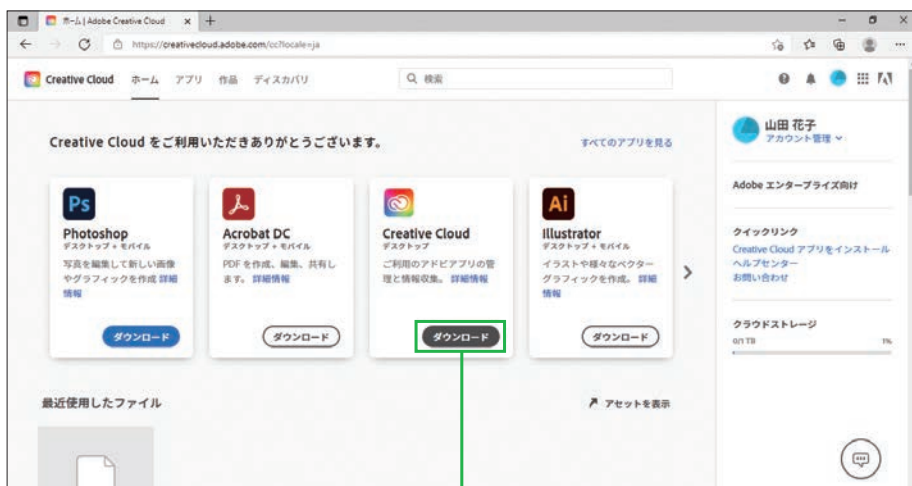 ホーム | Adobe Creative Cloud
https://creativecloud.adobe.com/cc?locale=ja
Creative Cloud ホーム アプリ 作品 ディスカバリ 検索
Creative Cloud をご利用いただきありがとうございます。
すべてのアプリを見る
Ps
Photoshop
デスクトップ + モバイル
写真を編集して新しい画像
やグラフィックを作成 詳細
情報
ダウンロード
Acrobat DC
デスクトップ + モバイル
PDF を作成、編集、共有し
ます。 詳細情報
ダウンロード
Creative Cloud
デスクトップ
ご利用のアドビアプリの管
理と情報収集。 詳細情報
ダウンロード
Ai
Illustrator
デスクトップ + モバイル
イラストや様々なベクター
グラフィックを作成。 詳細
情報
ダウンロード
最近使用したファイル
アセットを表示
山田 花子
アカウント管理
Adobe エンタープライズ向け
クイックリンク
Creative Cloud アプリをインストール
ヘルプセンター
お問い合わせ
クラウドストレージ
0/1 TB 1%